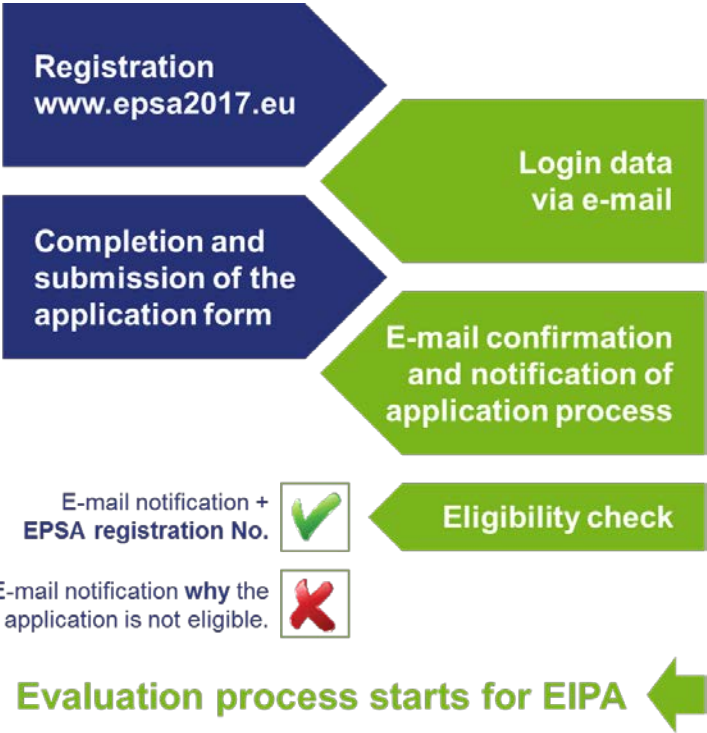 Registration
www.epsa2017.eu
Login data
via e-mail
Completion and
submission of the
application form
E-mail confirmation
and notification of
application process
E-mail notification +
EPSA registration No.
Eligibility check
E-mail notification why the
application is not eligible.
Evaluation process starts for EIPA